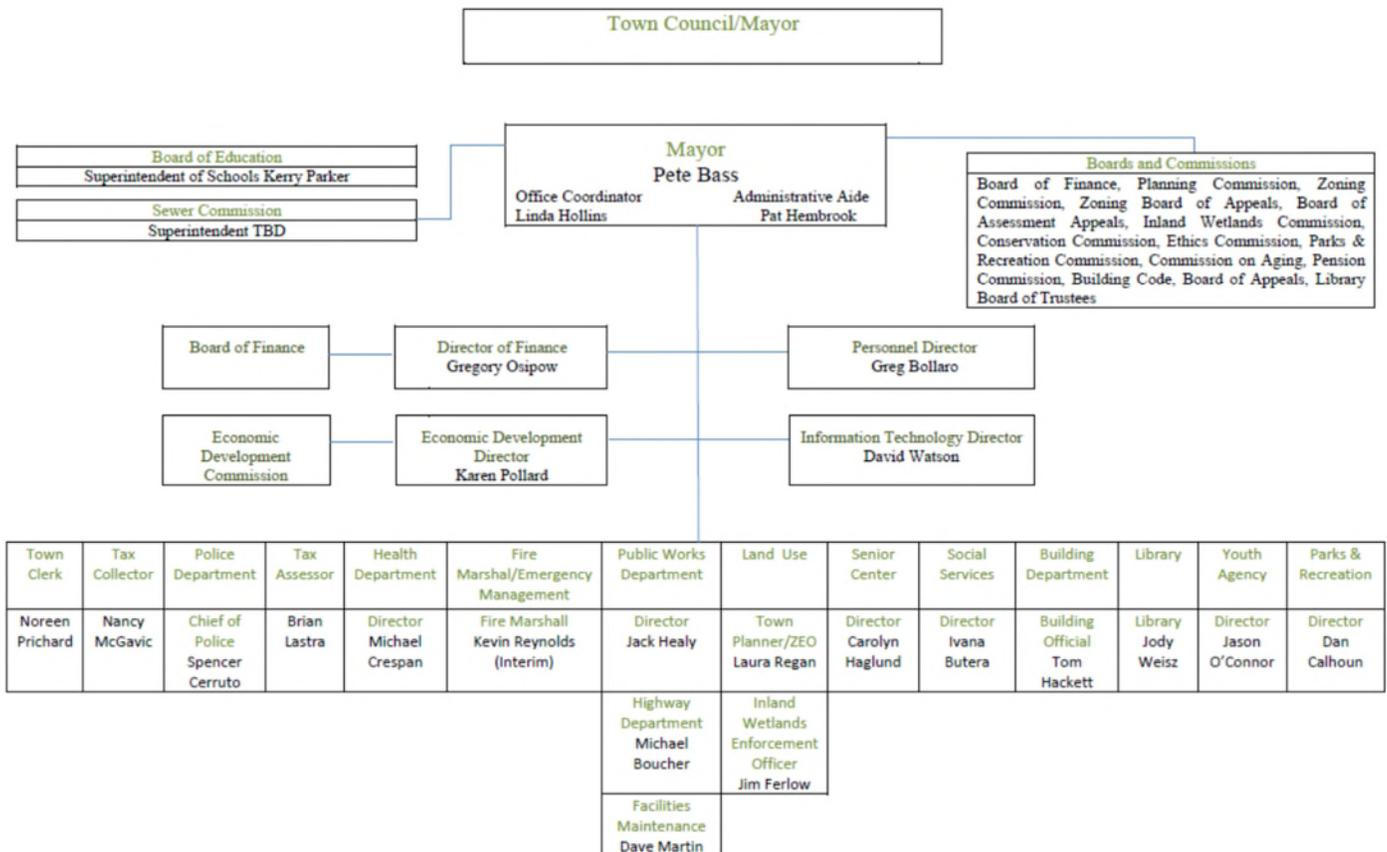 Town Council/Mayor
Mayor
Pete Bass
Office Coordinator
Linda Hollins
Administrative Aide
Pat Hembrook
Board of Education
Superintendent of Schools Kerry Parker
Sewer Commission
Superintendent TBD
Boards and Commissions
Board of Finance, Planning Commission, Zoning
Commission, Zoning Board of Appeals, Board of
Assessment Appeals, Inland Wetlands Commission,
Conservation Commission, Ethics Commission, Parks &
Recreation Commission, Commission on Aging, Pension
Commission, Building Code, Board of Appeals, Library
Board of Trustees
Board of Finance
Director of Finance
Gregory Osipow
Personnel Director
Greg Bollaro
Economic
Development
Commission
Economic Development
Director
Karen Pollard
Information Technology Director
David Watson
Town
Clerk
Noreen
Prichard
Tax
Collector
Nancy
McGavic
Police
Department
Chief of
Police
Spencer
Cerruto
Tax
Assessor
Brian
Lastra
Health
Department
Director
Michael
Crespan
Fire
Marshal/Emergency
Management
Fire Marshall
Kevin Reynolds
(Interim)
Public Works
Department
Director
Jack Healy
Highway
Department
Michael
Boucher
Facilities
Maintenance
Dave Martin
Land Use
Town
Planner/ZEO
Laura Regan
Inland
Wetlands
Enforcement
Officer
Jim Ferlow
Senior
Center
Director
Carolyn
Haglund
Social
Services
Director
Ivana
Butera
Building
Department
Building
Official
Tom
Hackett
Library
Library
Jody
Weisz
Youth
Agency
Director
Jason
O'Connor
Parks &
Recreation
Director
Dan
Calhoun